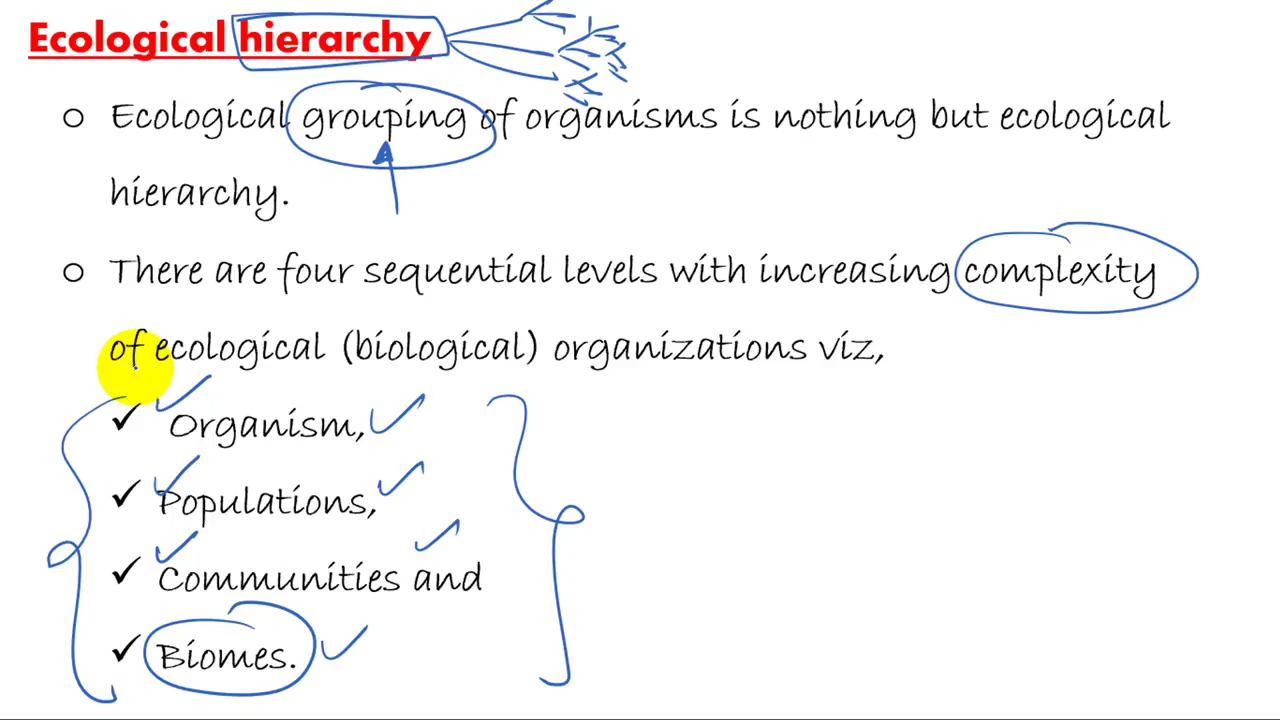 Ecological hierarchy
Ecological grouping of organisms is nothing but ecological
hierarchy.
There are four sequential levels with increasing complexity
of ecological (biological) organizations viz,
Organism,
Populations,
Communities and
Biomes.